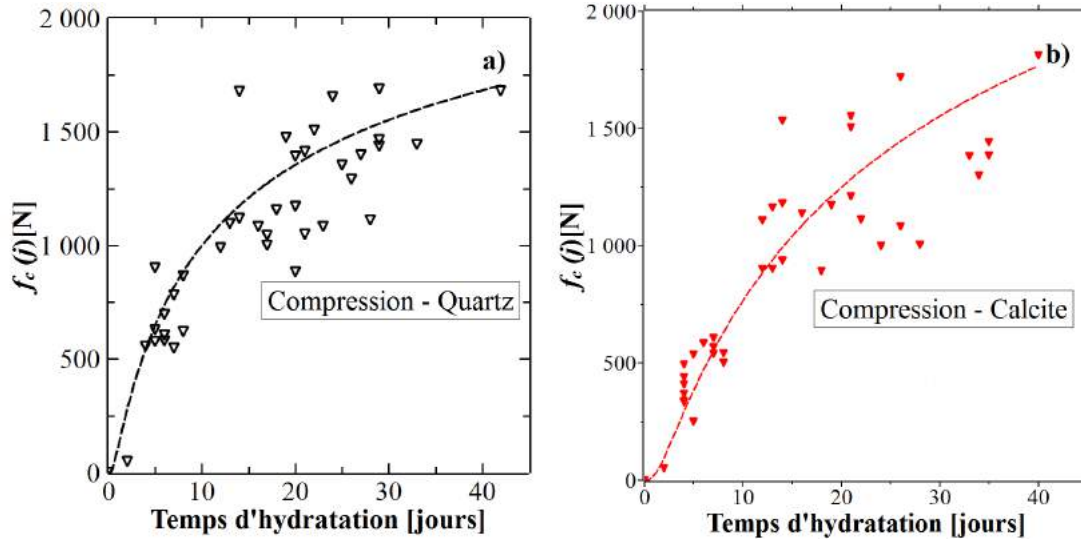 2 000
1 500
1 000
500
0
0
10
20
30
40
a)
f_c(j)[N]
Compression - Quartz
Temps d'hydratation [jours]
2 000
1 500
1 000
500
0
0
10
20
30
40
b)
f_c(j)[N]
Compression - Calcite
Temps d'hydratation [jours]